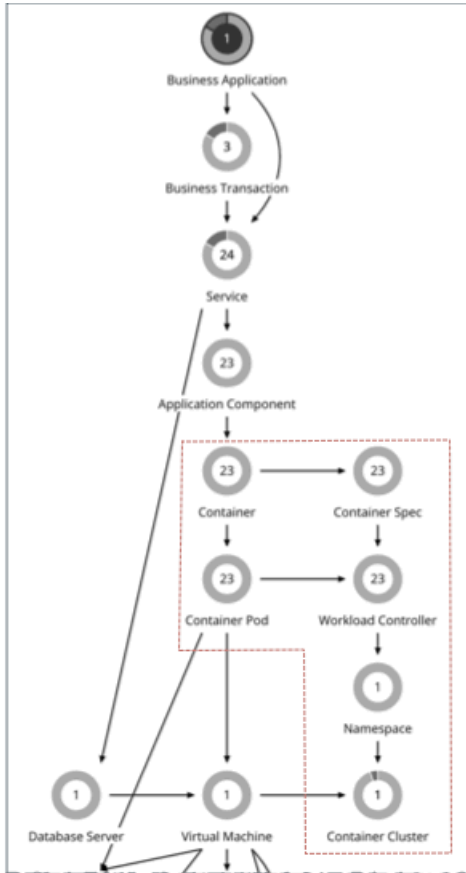 1
Business Application
3
Business Transaction
24
Service
23
Application Component
23 23
Container Container Spec
23 23
Container Pod Workload Controller
1
Namespace
1 1 1
Database Server Virtual Machine Container Cluster